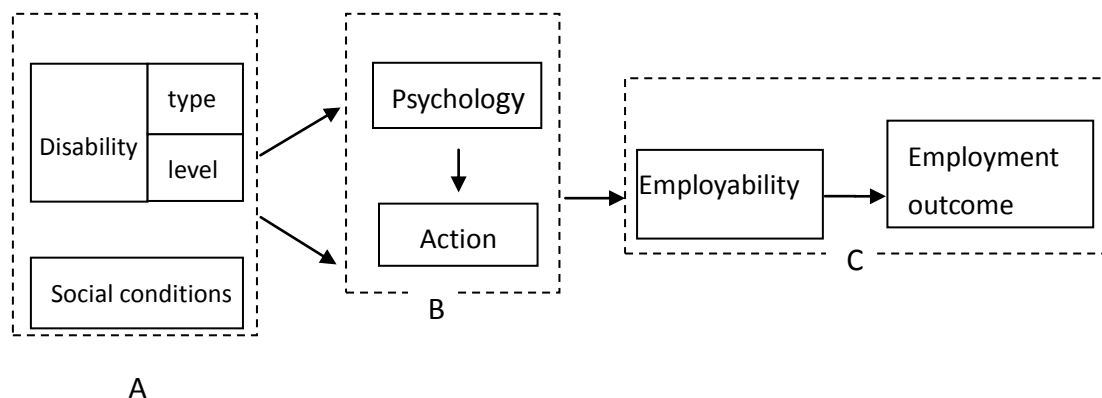 Disability
type
level
Social conditions
A
Psychology
Action
B
Employability
Employment
outcome
C